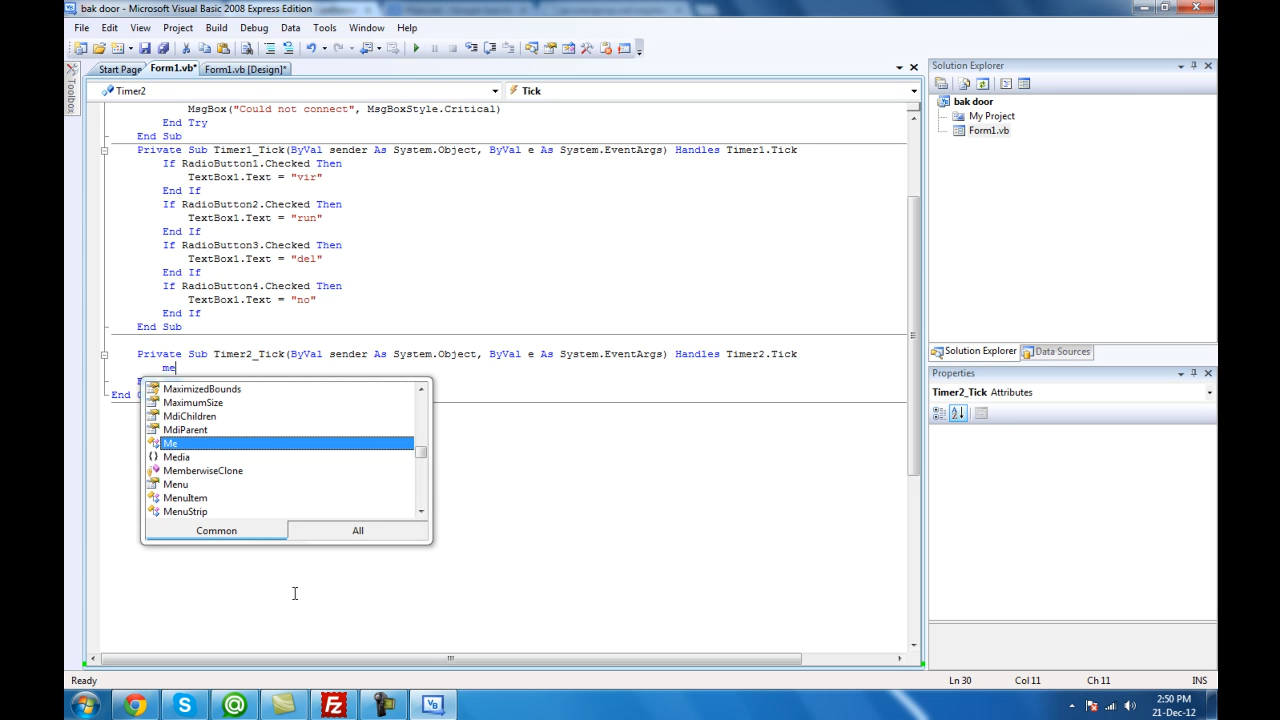 bak door - Microsoft Visual Basic 2008 Express Edition
File Edit View Project Build Debug Data Tools Window Help
Start Page Form1.vb* Form1.vb [Design]*
Toolbox
Timer2 Tick
MsgBox("Could not connect", MsgBoxStyle.Critical)
End Try
End Sub
Private Sub Timer1_Tick(ByVal sender As System.Object, ByVal e As System.EventArgs) Handles Timer1.Tick
If RadioButton1.Checked Then
TextBox1.Text = "vir"
End If
If RadioButton2.Checked Then
TextBox1.Text = "run"
End If
If RadioButton3.Checked Then
TextBox1.Text = "del"
End If
If RadioButton4.Checked Then
TextBox1.Text = "no"
End If
End Sub
Private Sub Timer2_Tick(ByVal sender As System.Object, ByVal e As System.EventArgs) Handles Timer2.Tick
me
End
MaximizedBounds
MaximumSize
MdiChildren
MdiParent
Me
Media
MemberwiseClone
Menu
MenuItem
MenuStrip
Common All
Solution Explorer
bak door
My Project
Form1.vb
Solution Explorer Data Sources
Properties
Timer2_Tick Attributes
Ready Ln 30 Col 11 Ch 11 INS
2:50 PM
21-Dec-12